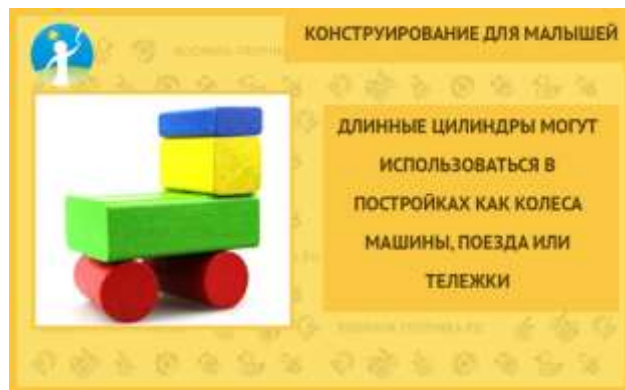 КОНСТРУИРОВАНИЕ ДЛЯ МАЛЫШЕЙ
ДЛИННЫЕ ЦИЛИНДРЫ МОГУТ
ИСПОЛЬЗОВАТЬСЯ В
ПОСТРОЙКАХ КАК КОЛЕСА
МАШИНЫ, ПОЕЗДА ИЛИ
ТЕЛЕЖКИ